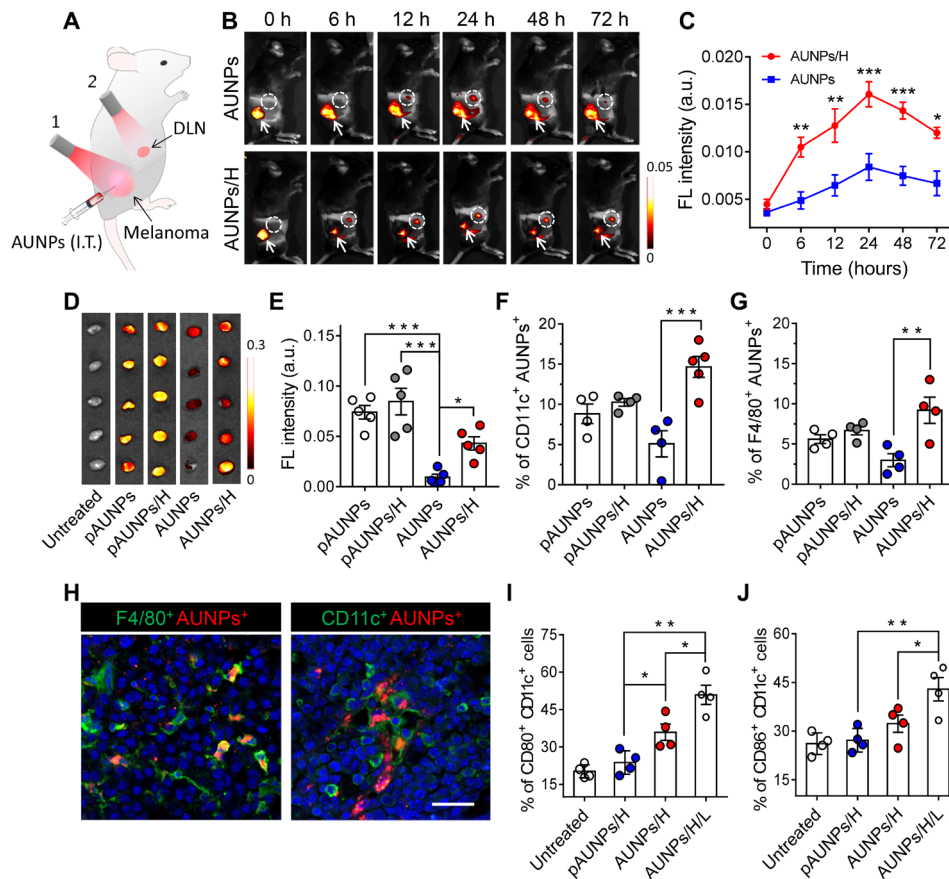 A
1
2
DLN
AUNPs (I.T.)
Melanoma
B
0 h 6 h 12 h 24 h 48 h 72 h
AUNPs
AUNPs/H
0.05
0
C
AUNPs/H
AUNPs
FL intensity (a.u.)
0.020
0.015
0.010
0.005
** ** *** *** *
0 6 12 24 48 72
Time (hours)
D
0.3
0
Untreated
pAUNPs
pAUNPs/H
AUNPs
AUNPs/H
E
FL intensity (a.u.)
0.15
0.10
0.05
0.00
* * *
* * *
*
pAUNPs
pAUNPs/H
AUNPs
AUNPs/H
F
% of CD11c⁺ AUNPs⁺
20
15
10
5
0
* * *
pAUNPs
pAUNPs/H
AUNPs
AUNPs/H
G
% of F4/80⁺ AUNPs⁺
20
15
10
5
0
* *
pAUNPs
pAUNPs/H
AUNPs
AUNPs/H
H
F4/80⁺ AUNPs⁺
CD11c⁺ AUNPs⁺
I
% of CD80⁺ CD11c⁺ cells
75
60
45
30
15
* *
*
*
Untreated
pAUNPs/H
AUNPs/H
AUNPs/H/L
J
% of CD86⁺ CD11c⁺ cells
60
45
30
15
0
* *
*
Untreated
pAUNPs/H
AUNPs/H
AUNPs/H/L